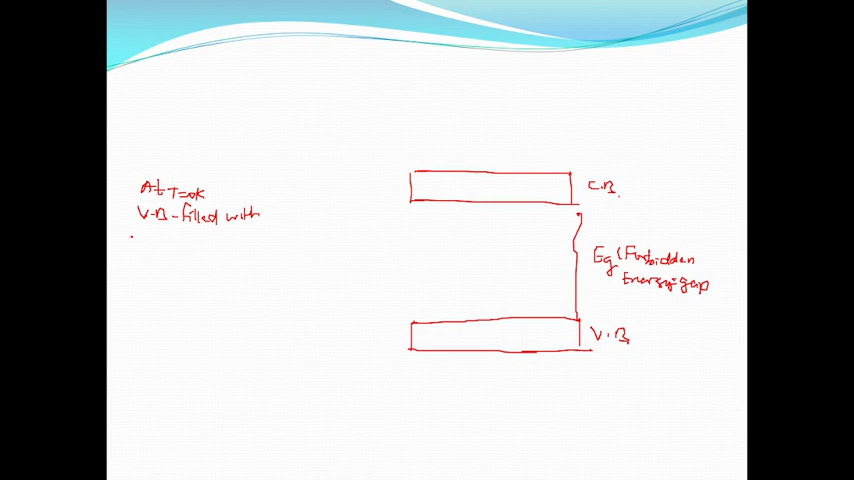 At T=0K
V.B - filled with
C.B.
Eg (Forbidden
Energy-gap
V.B